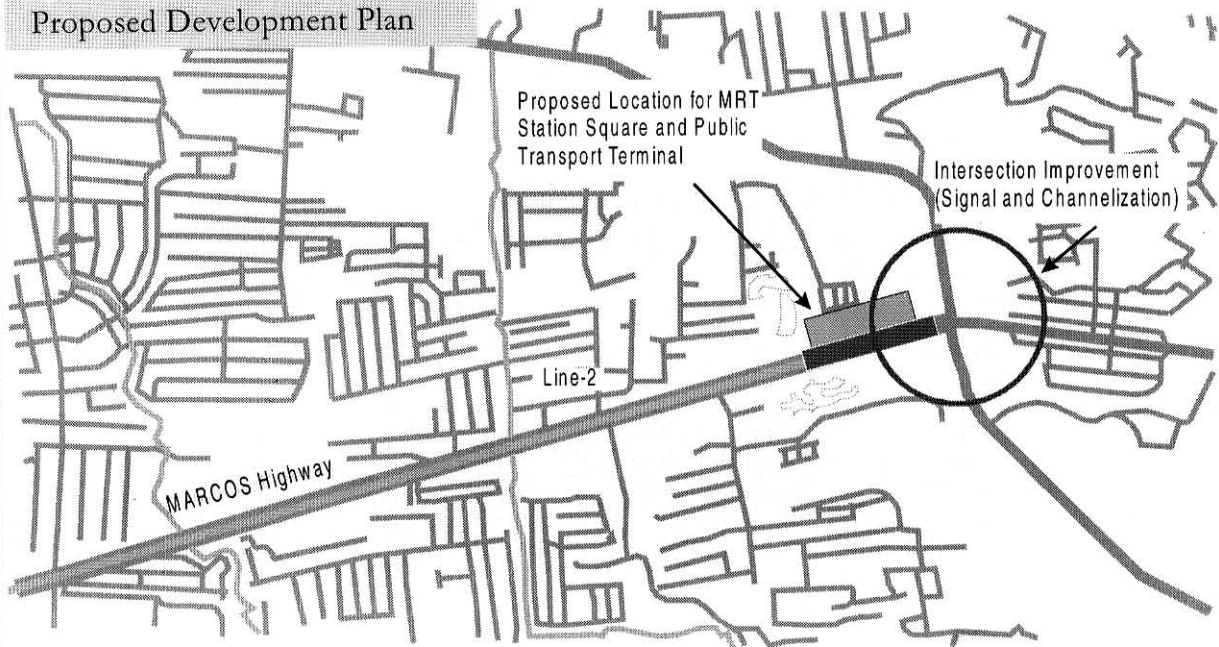 Proposed Development Plan
Proposed Location for MRT
Station Square and Public
Transport Terminal
Intersection Improvement
(Signal and Channelization)
Line-2
MARCOS Highway